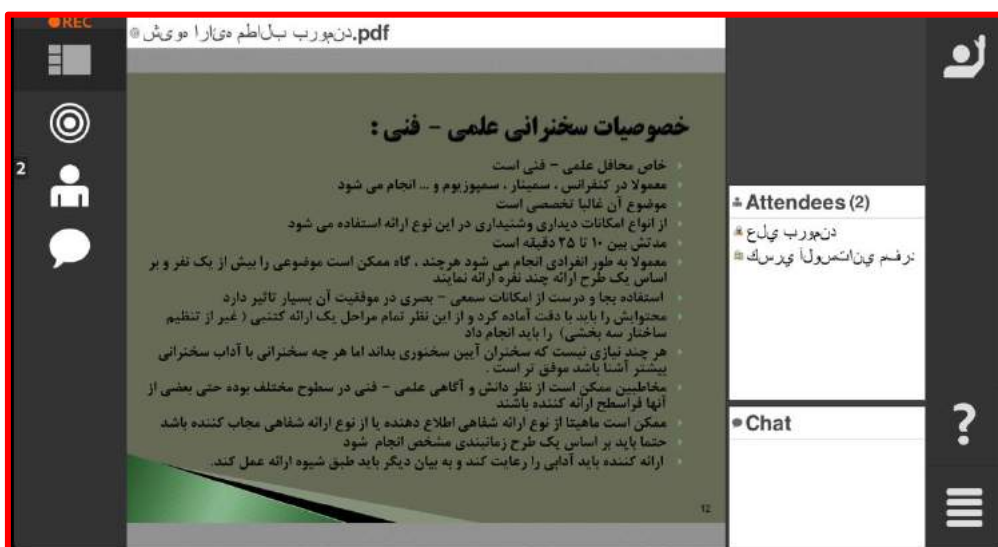 REC
شیوه ارائه مطالب برومند.pdf
خصوصیات سخنرانی علمی - فنی :
خاص محافل علمی - فنی است
معمولا در کنفرانس ، سمینار ، سمپوزیوم و ... انجام می شود
موضوع آن غالبا تخصصی است
از انواع امکانات دیداری وشنیداری در این نوع ارائه استفاده می شود
مدتش بین ۱۰ تا ۲۵ دقیقه است
معمولا به طور انفرادی انجام می شود هرچند ، گاه ممکن است موضوعی را بیش از یک نفر و بر
اساس یک طرح ارائه چند نفره ارائه نمایند
استفاده بجا و درست از امکانات سمعی - بصری در موفقیت آن بسیار تاثیر دارد
محتوایش را باید با دقت آماده کرد و از این نظر تمام مراحل یک ارائه کتنبی ( غیر از تنظیم
ساختار سه بخشی) را باید انجام داد
هر چند نیازی نیست که سخنران آیین سخنوری بداند اما هر چه سخنرانی با آداب سخنرانی
بیشتر آشنا باشد موفق تر است .
مخاطبین ممکن است از نظر دانش و آگاهی علمی - فنی در سطوح مختلف بوده حتی بعضی از
آنها فراسطح ارائه کننده باشند
ممکن است ماهیتا از نوع ارائه شفاهی اطلاع دهنده یا از نوع ارائه شفاهی مجاب کننده باشد
حتما باید بر اساس یک طرح زمانبندی مشخص انجام شود
ارائه کننده باید آدابی را رعایت کند و به بیان دیگر باید طبق شیوه ارائه عمل کند.
12
2
Attendees (2)
علي برومند
Chat
?